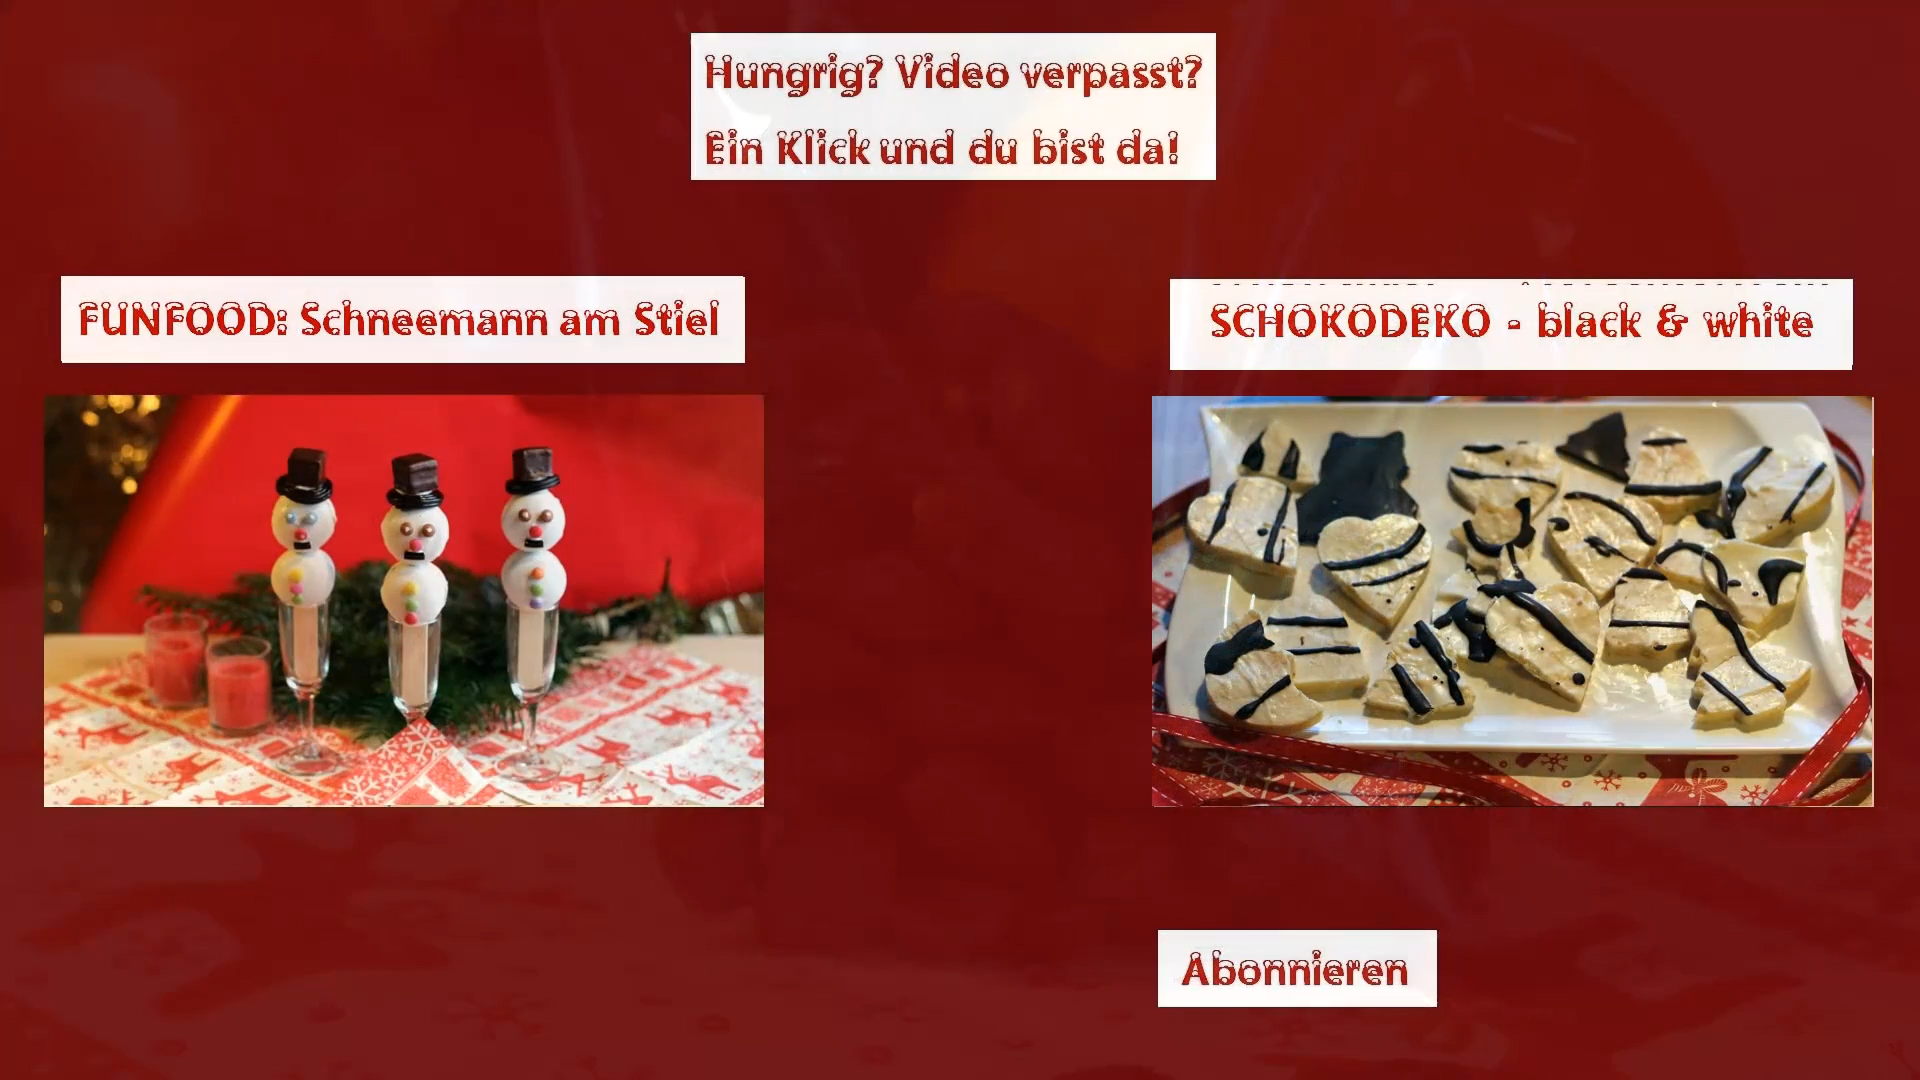 Hungrig? Video verpasst?
Ein Klick und du bist da!
FUNFOOD: Schneemann am Stiel
SCHOKODEKO - black & white
Abonnieren